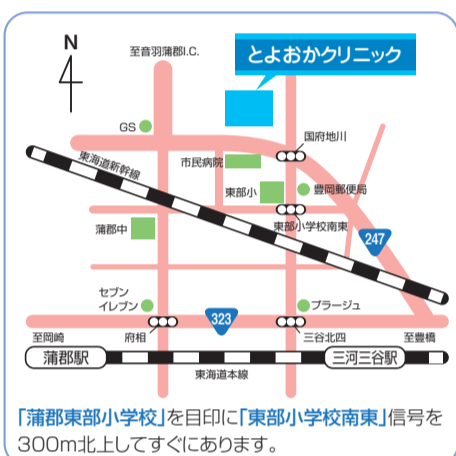 N
至音羽蒲郡I.C.
とよおかクリニック
GS
国府地川
東海道新幹線
市民病院
東部小
豊岡郵便局
蒲郡中
東部小学校南東
247
セブン
イレブン
プラージュ
323
至岡崎
府相
三谷北四
至豊橋
蒲郡駅
三河三谷駅
東海道本線
「蒲郡東部小学校」を目印に「東部小学校南東」信号を
300m北上してすぐにあります。